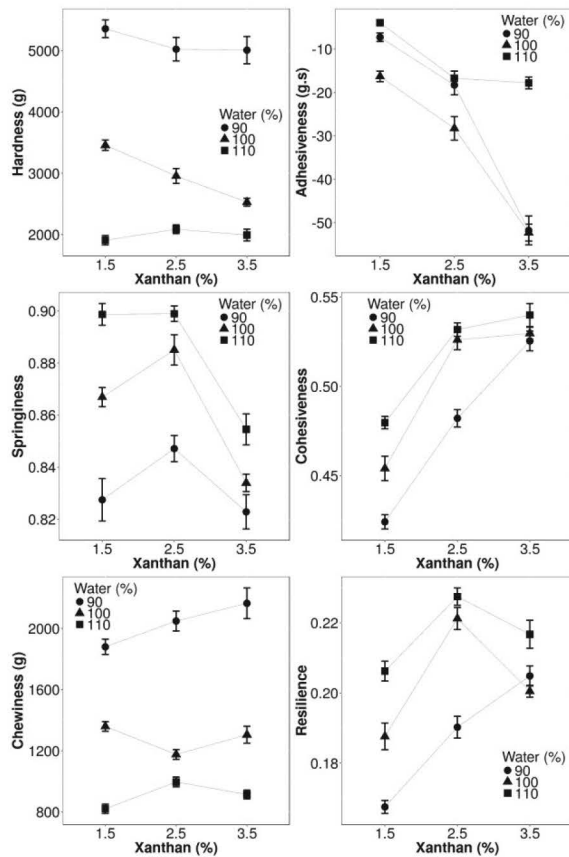 Hardness (g)
5000
4000
3000
2000
Water (%)
90
100
110
1.5 2.5 3.5
Xanthan (%)
Adhesiveness (g.s)
-10
-20
-30
-40
-50
Water (%)
90
100
110
1.5 2.5 3.5
Xanthan (%)
Springiness
0.90
0.88
0.86
0.84
0.82
Water (%)
90
100
110
1.5 2.5 3.5
Xanthan (%)
Cohesiveness
0.55
0.50
0.45
Water (%)
90
100
110
1.5 2.5 3.5
Xanthan (%)
Chewiness (g)
2000
1600
1200
800
Water (%)
90
100
110
1.5 2.5 3.5
Xanthan (%)
Resilience
0.22
0.20
0.18
Water (%)
90
100
110
1.5 2.5 3.5
Xanthan (%)